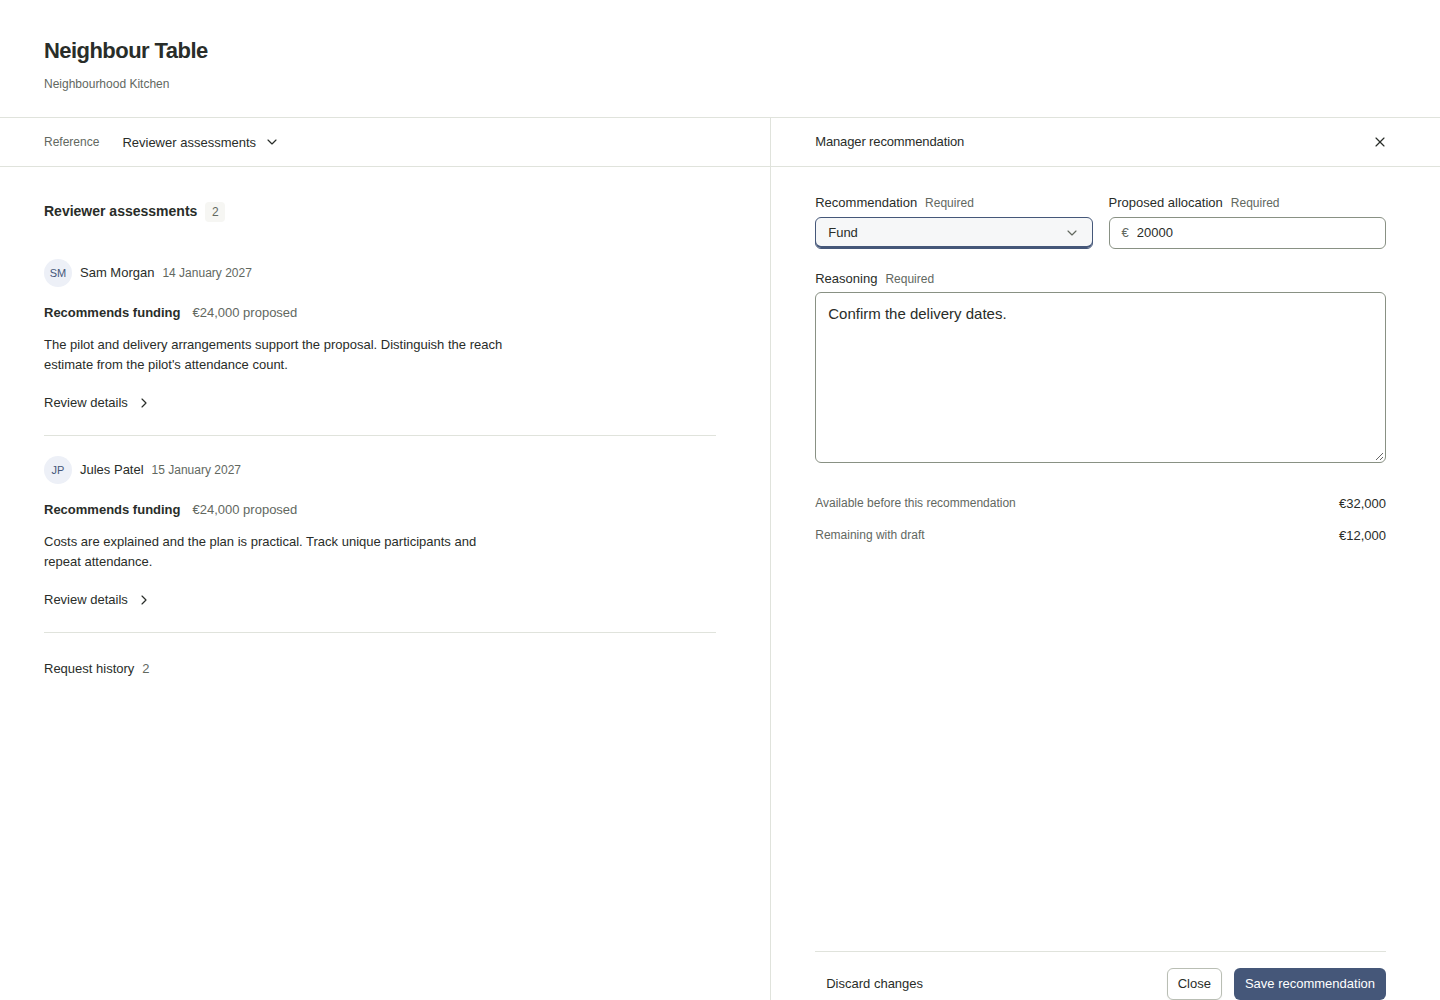 Neighbour Table
Neighbourhood Kitchen
Reference Reviewer assessments
Reviewer assessments 2
SM Sam Morgan 14 January 2027
Recommends funding €24,000 proposed
The pilot and delivery arrangements support the proposal. Distinguish the reach
estimate from the pilot's attendance count.
Review details
JP Jules Patel 15 January 2027
Recommends funding €24,000 proposed
Costs are explained and the plan is practical. Track unique participants and
repeat attendance.
Review details
Request history 2
Manager recommendation
Recommendation Required
Fund
Proposed allocation Required
€ 20000
Reasoning Required
Confirm the delivery dates.
Available before this recommendation €32,000
Remaining with draft €12,000
Discard changes Close Save recommendation